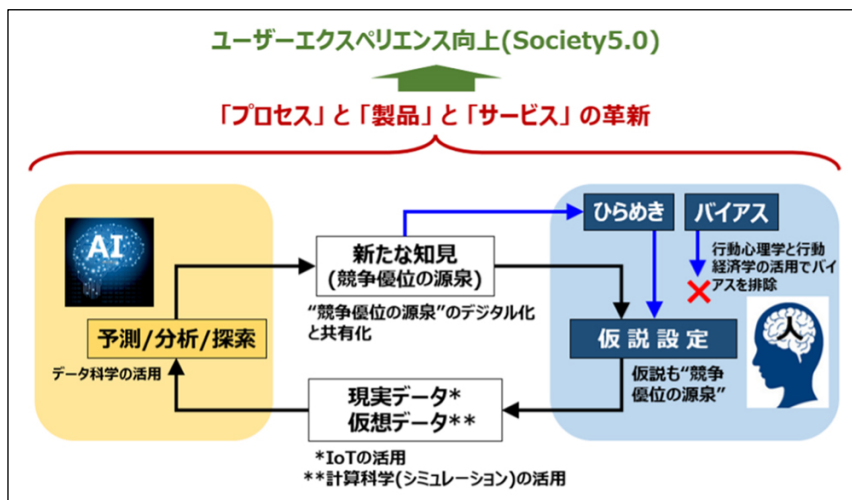 ユーザーエクスペリエンス向上(Society5.0)
「プロセス」と「製品」と「サービス」の革新
AI
予測/分析/探索
データ科学の活用
新たな知見
(競争優位の源泉)
“競争優位の源泉”のデジタル化
と共有化
現実データ*
仮想データ**
*IoTの活用
**計算科学(シミュレーション)の活用
ひらめき
バイアス
行動心理学と行動
経済学の活用でバイ
アスを排除
仮説設定
仮説も“競争
優位の源泉”
人